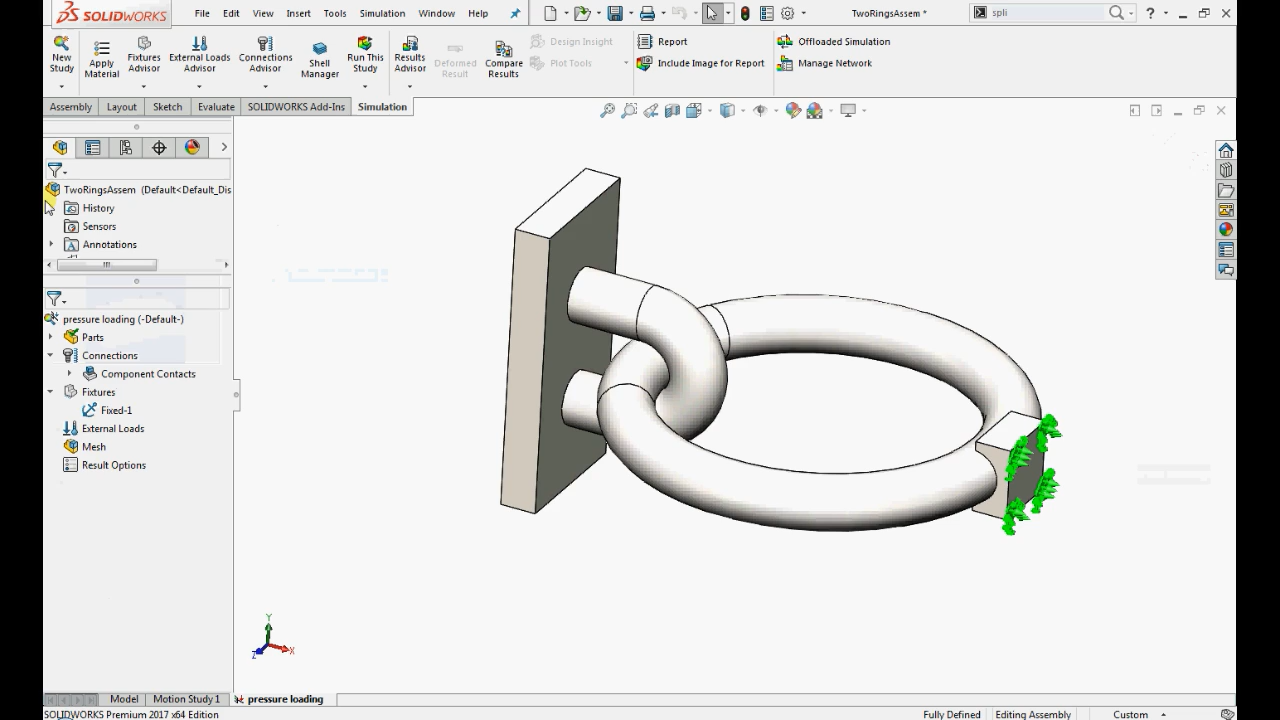 SOLIDWORKS File Edit View Insert Tools Simulation Window Help TwoRingsAssem * spli ?
New Study
Apply Material
Fixtures Advisor
External Loads Advisor
Connections Advisor
Shell Manager
Run This Study
Results Advisor
Deformed Result
Compare Results
Design Insight
Plot Tools
Report
Include Image for Report
Offloaded Simulation
Manage Network
Assembly Layout Sketch Evaluate SOLIDWORKS Add-Ins Simulation
TwoRingsAssem (Default<Default_Dis
History
Sensors
Annotations
pressure loading (-Default-)
Parts
Connections
Component Contacts
Fixtures
Fixed-1
External Loads
Mesh
Result Options
Y
Z X
Model Motion Study 1 pressure loading
SOLIDWORKS Premium 2017 x64 Edition Fully Defined Editing Assembly Custom